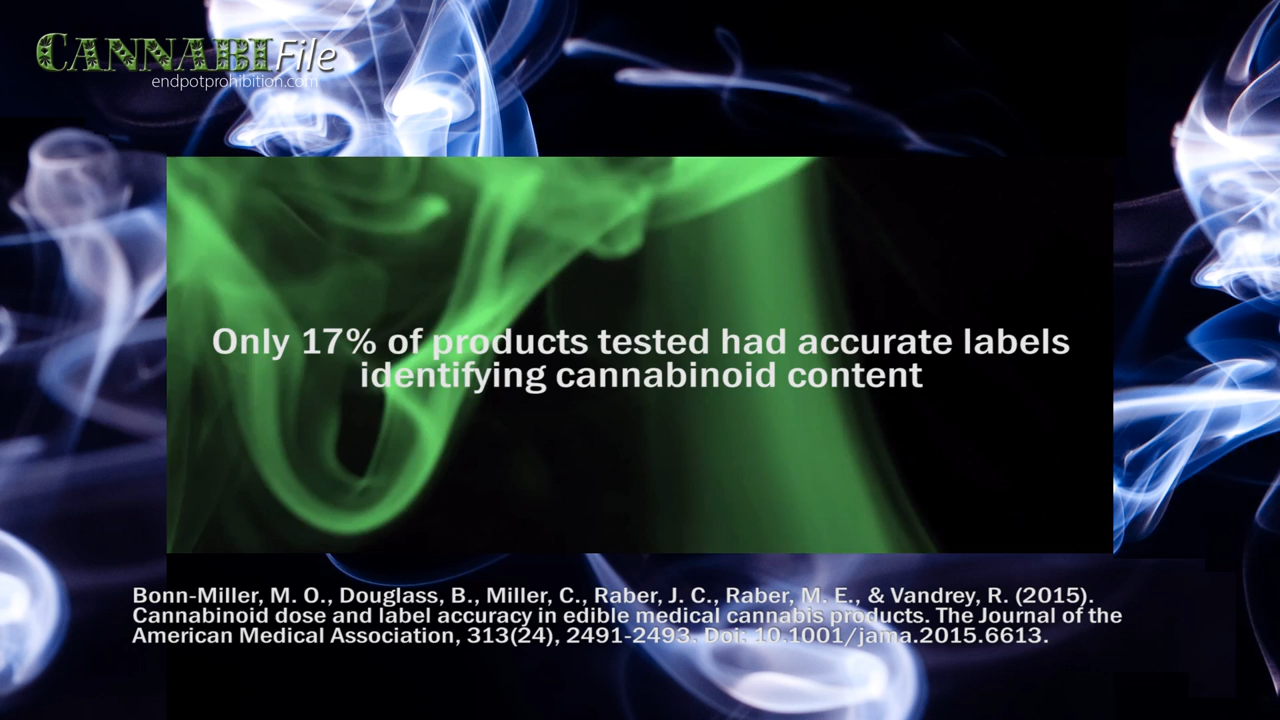 CANNABIFile
endpotprohibition.com
Only 17% of products tested had accurate labels
identifying cannabinoid content
Bonn-Miller, M. O., Douglass, B., Miller, C., Raber, J. C., Raber, M. E., & Vandrey, R. (2015).
Cannabinoid dose and label accuracy in edible medical cannabis products. The Journal of the
American Medical Association, 313(24), 2491-2493. Doi: 10.1001/jama.2015.6613.